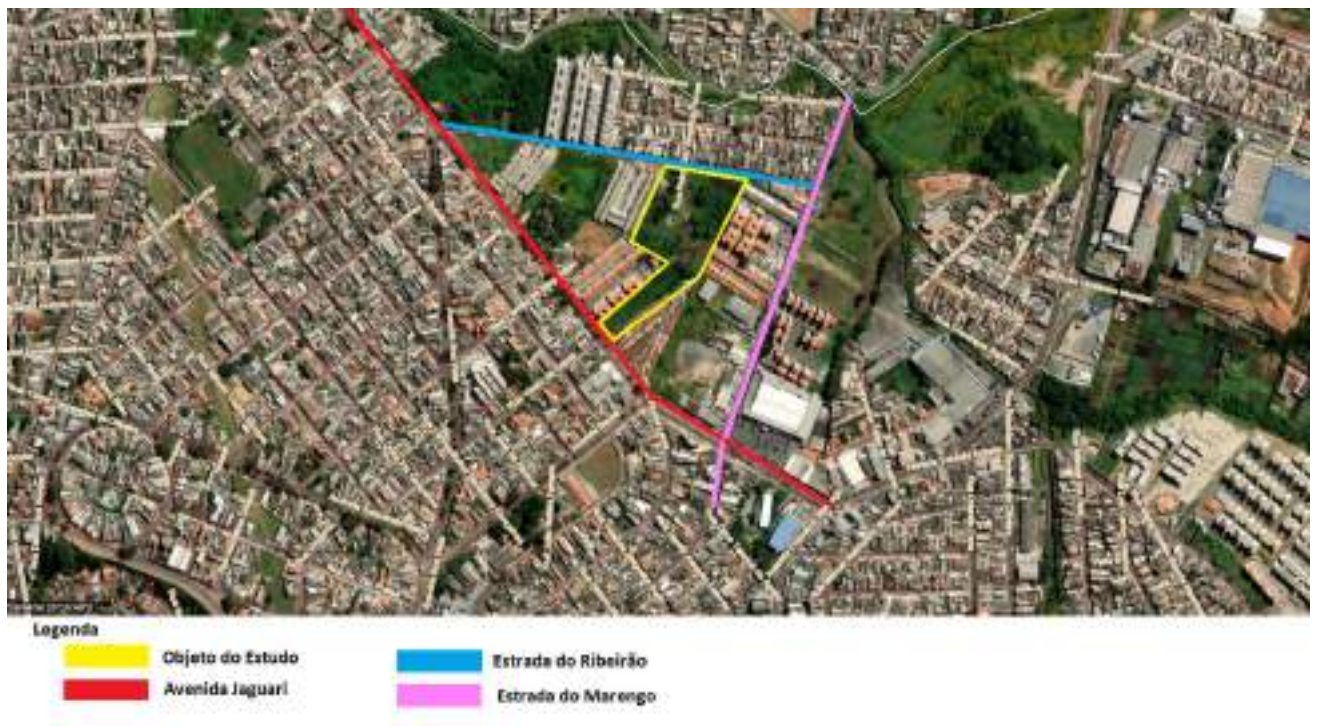 Legenda
Objeto do Estudo
Avenida Jaguari
Estrada do Ribeirão
Estrada do Marengo